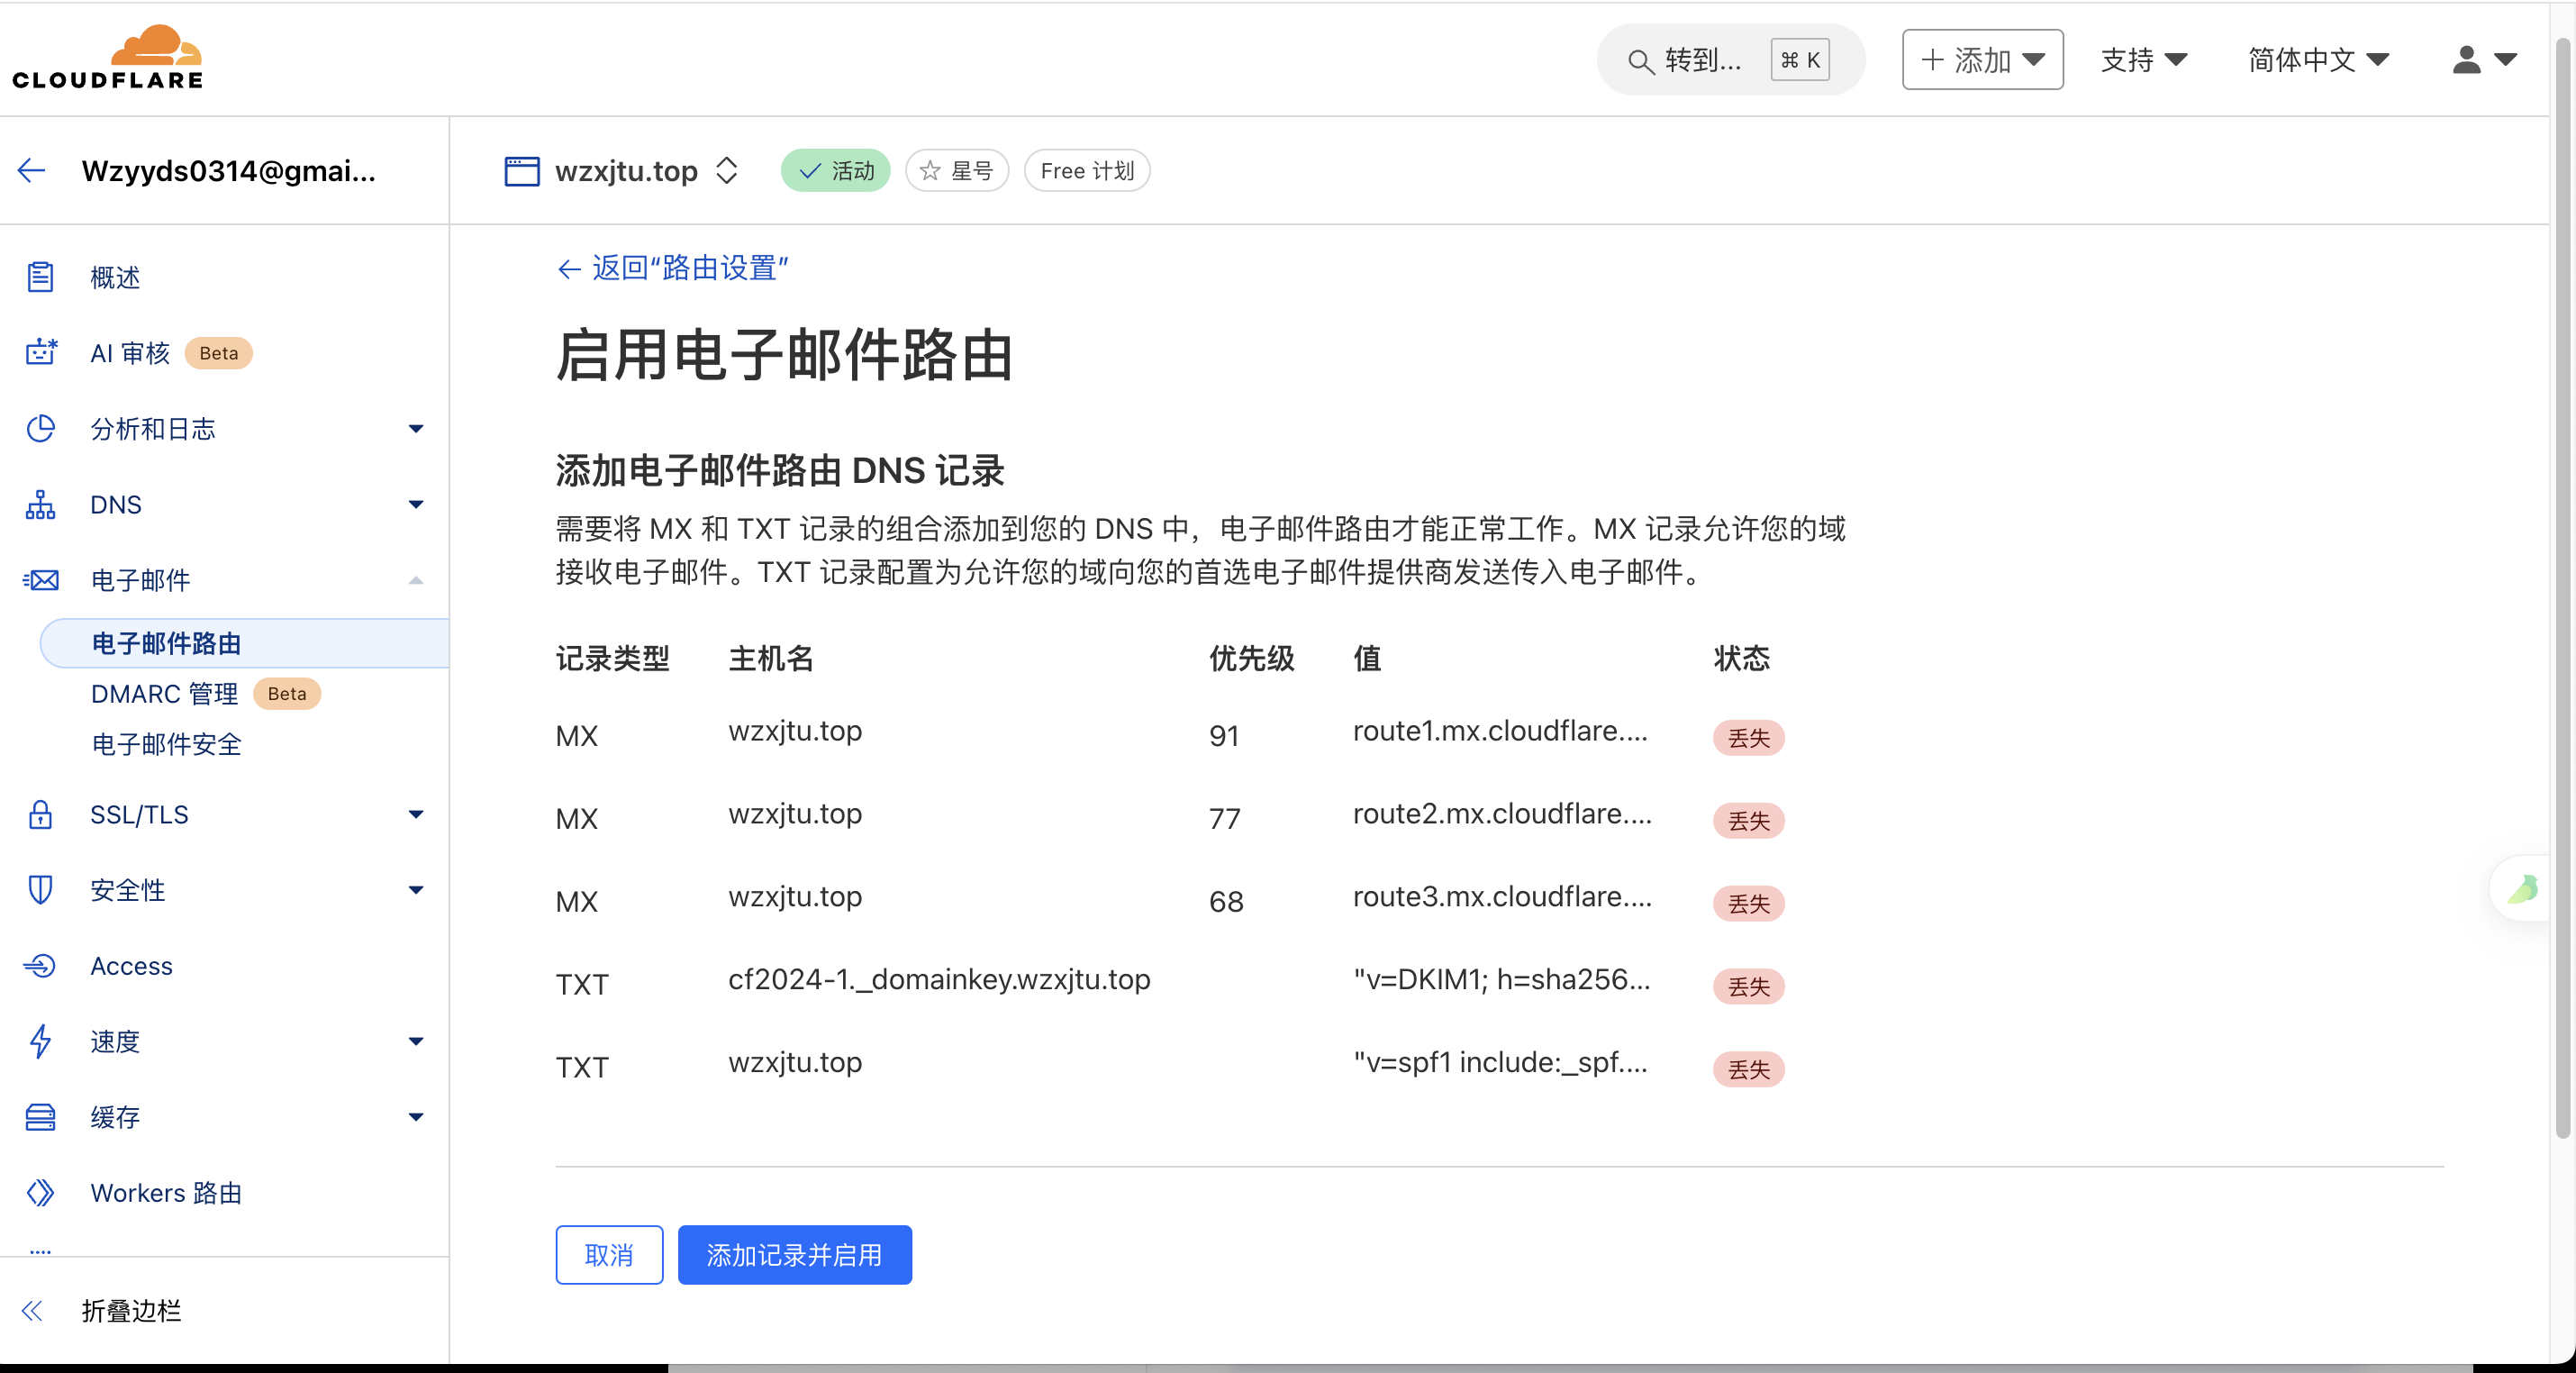 CLOUDFLARE
转到... ⌘ K
+ 添加
支持
简体中文
Wzyyds0314@gmai...
wzxjtu.top
活动
星号
Free 计划
概述
AI 审核 Beta
分析和日志
DNS
电子邮件
电子邮件路由
DMARC 管理 Beta
电子邮件安全
SSL/TLS
安全性
Access
速度
缓存
Workers 路由
折叠边栏
← 返回“路由设置”
启用电子邮件路由
添加电子邮件路由 DNS 记录
需要将 MX 和 TXT 记录的组合添加到您的 DNS 中，电子邮件路由才能正常工作。MX 记录允许您的域
接收电子邮件。TXT 记录配置为允许您的域向您的首选电子邮件提供商发送传入电子邮件。
记录类型 主机名 优先级 值 状态
MX wzxjtu.top 91 route1.mx.cloudflare.... 丢失
MX wzxjtu.top 77 route2.mx.cloudflare.... 丢失
MX wzxjtu.top 68 route3.mx.cloudflare.... 丢失
TXT cf2024-1._domainkey.wzxjtu.top "v=DKIM1; h=sha256... 丢失
TXT wzxjtu.top "v=spf1 include:_spf.... 丢失
取消
添加记录并启用